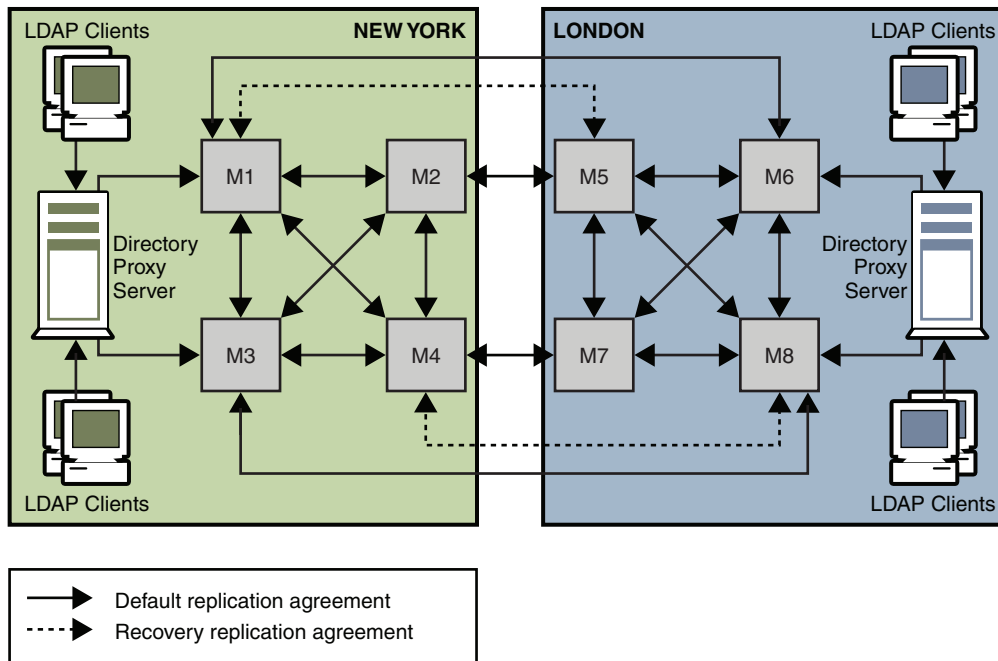 LDAP Clients
NEW YORK
LONDON
LDAP Clients
M1
M2
M5
M6
Directory
Proxy
Server
Directory
Proxy
Server
M3
M4
M7
M8
LDAP Clients
LDAP Clients
Default replication agreement
Recovery replication agreement